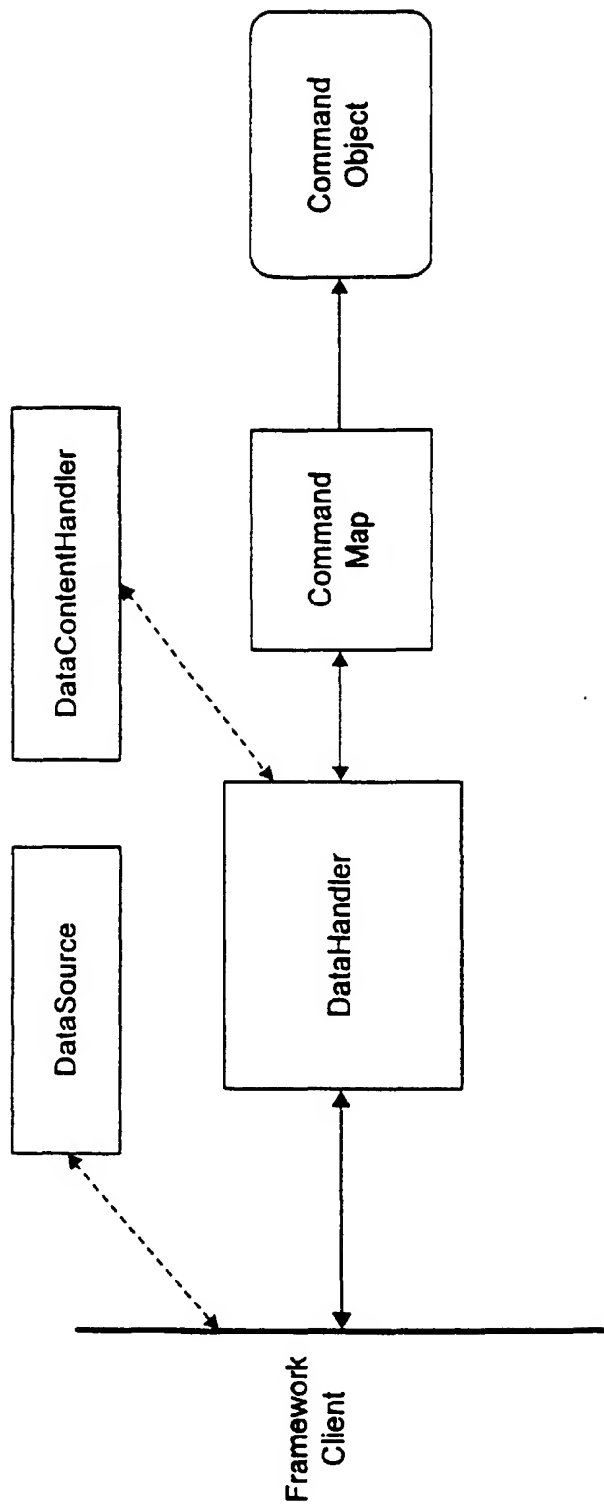 DataSource
DataContentHandler
Framework
Client
DataHandler
Command
Map
Command
Object